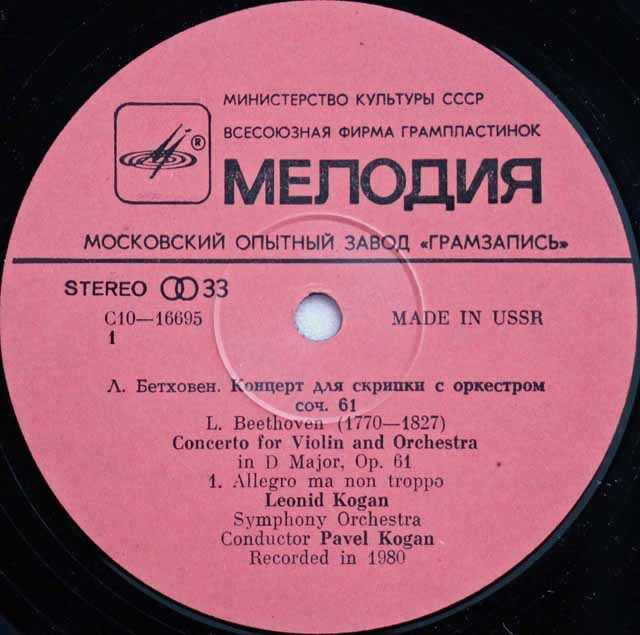 МИНИСТЕРСТВО КУЛЬТУРЫ СССР
ВСЕСОЮЗНАЯ ФИРМА ГРАМПЛАСТИНОК
®
МЕЛОДИЯ
МОСКОВСКИЙ ОПЫТНЫЙ ЗАВОД «ГРАМЗАПИСЬ»
STEREO 33
С10—16695
MADE IN USSR
1
Л. Бетховен. Концерт для скрипки с оркестром
соч. 61
L. Beethoven (1770—1827)
Concerto for Violin and Orchestra
in D Major, Op. 61
1. Allegro ma non troppo
Leonid Kogan
Symphony Orchestra
Conductor Pavel Kogan
Recorded in 1980